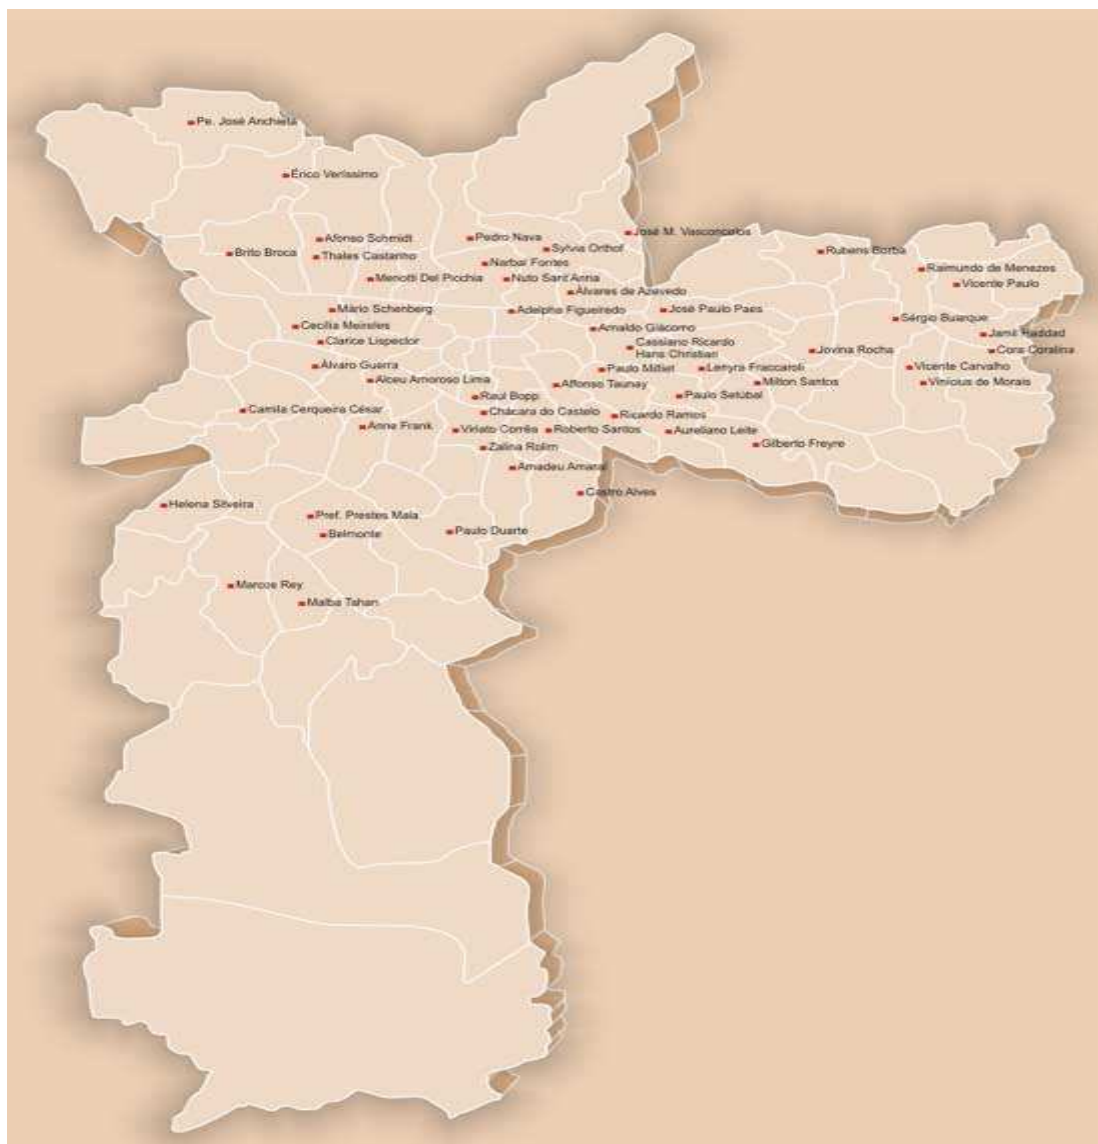 Pe. José Anchieta
Érico Veríssimo
José M. Vasconcelos
Afonso Schmidt
Pedro Nava
Sylvia Orthof
Rubens Borba
Brito Broca
Thales Castanho
Narbal Fontes
Raimundo de Menezes
Menotti Del Picchia
Nuto Sant'Anna
Vicente Paulo
Álvares de Azevedo
Mário Schenberg
Adelpha Figueiredo
José Paulo Paes
Sérgio Buarque
Cecília Meireles
Arnaldo Giácomo
Jamil Haddad
Clarice Lispector
Cassiano Ricardo
Hans Christian
Jovina Rocha
Cora Coralina
Álvaro Guerra
Paulo Milliet
Lenyra Fraccaroli
Vicente Carvalho
Alceu Amoroso Lima
Affonso Taunay
Milton Santos
Vinícius de Morais
Raul Bopp
Paulo Setúbal
Camila Cerqueira César
Chácara do Castelo
Ricardo Ramos
Anne Frank
Viriato Corrêa
Roberto Santos
Aureliano Leite
Gilberto Freyre
Zalina Rolim
Amadeu Amaral
Castro Alves
Helena Silveira
Pref. Prestes Maia
Belmonte
Paulo Duarte
Marcos Rey
Malba Tahan